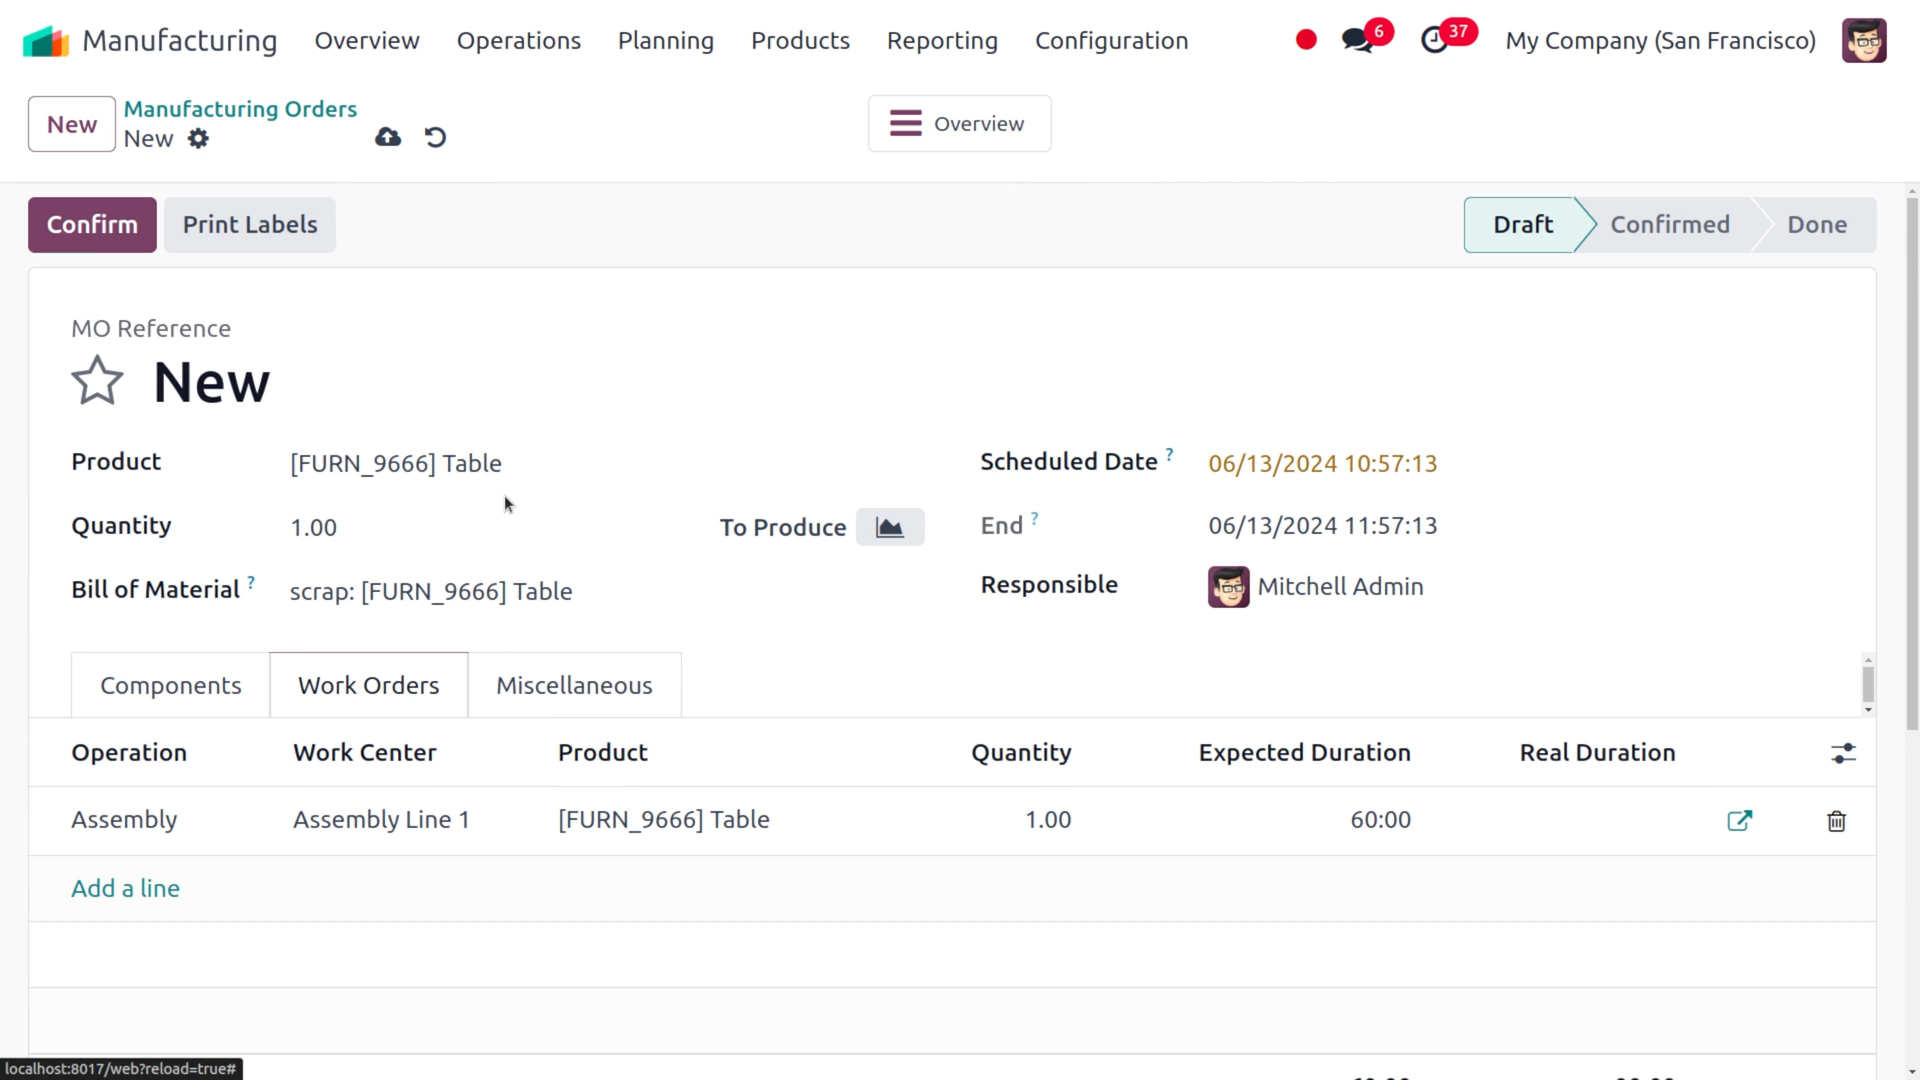 Manufacturing Overview Operations Planning Products Reporting Configuration 6 37 My Company (San Francisco)
New Manufacturing Orders
New
Overview
Confirm Print Labels Draft Confirmed Done
MO Reference
New
Product [FURN_9666] Table Scheduled Date ? 06/13/2024 10:57:13
Quantity 1.00 To Produce End ? 06/13/2024 11:57:13
Bill of Material ? scrap: [FURN_9666] Table Responsible Mitchell Admin
Components Work Orders Miscellaneous
Operation Work Center Product Quantity Expected Duration Real Duration
Assembly Assembly Line 1 [FURN_9666] Table 1.00 60:00
Add a line
localhost:8017/web?reload=true#